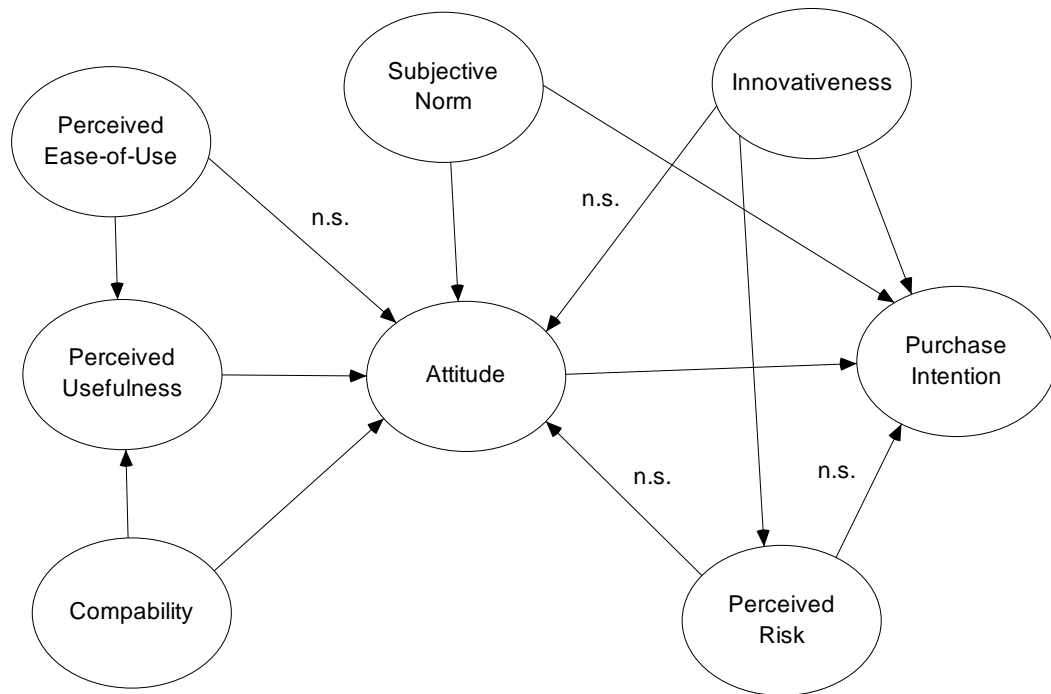 Subjective
Norm
Innovativeness
Perceived
Ease-of-Use
n.s.
n.s.
Perceived
Usefulness
Attitude
Purchase
Intention
n.s.
n.s.
Compability
Perceived
Risk